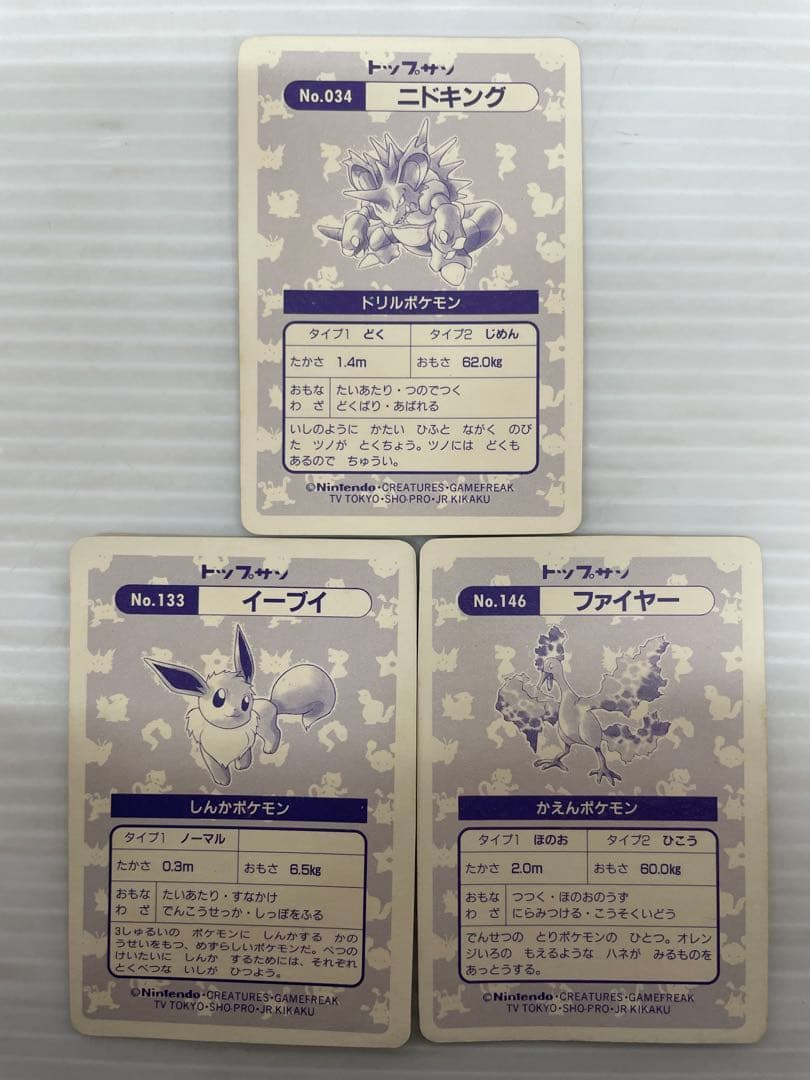 トップサン
No.034 ニドキング
ドリルポケモン
タイプ1 どく タイプ2 じめん
たかさ 1.4m おもさ 62.0kg
おもな たいあたり・つのでつく
わざ どくばり・あばれる
いしのように かたい ひふと ながく のび
た ツノが とくちょう。ツノには どくも
あるので ちゅうい。
©Nintendo・CREATURES・GAMEFREAK
TV TOKYO・SHO-PRO・JR KIKAKU
トップサン
No.133 イーブイ
しんかポケモン
タイプ1 ノーマル
たかさ 0.3m おもさ 6.5kg
おもな たいあたり・すなかけ
わざ でんこうせっか・しっぽをふる
3しゅるいの ポケモンに しんかする かの
うせいをもつ、めずらしいポケモンだ。べつの
けいたいに しんか するためには、それぞれ
とくべつな いしが ひつよう。
©Nintendo・CREATURES・GAMEFREAK
TV TOKYO・SHO-PRO・JR KIKAKU
トップサン
No.146 ファイヤー
かえんポケモン
タイプ1 ほのお タイプ2 ひこう
たかさ 2.0m おもさ 60.0kg
おもな つつく・ほのおのうず
わざ にらみつける・こうそくいどう
でんせつの とりポケモンの ひとつ。オレン
ジいろの もえるような ハネが みるものを
あっとうする。
©Nintendo・CREATURES・GAMEFREAK
TV TOKYO・SHO-PRO・JR KIKAKU